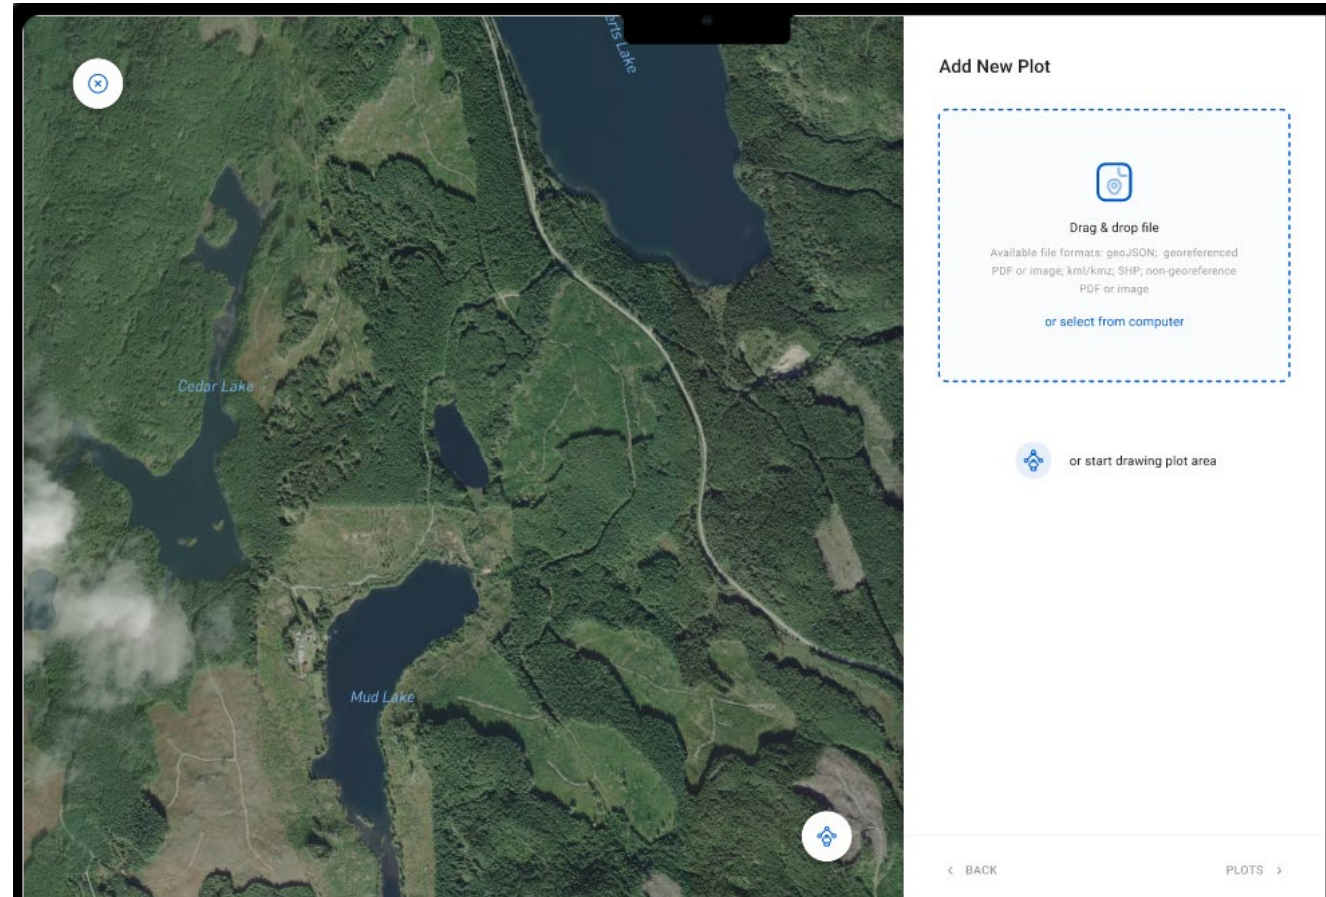 Add New Plot
Drag & drop file
Available file formats: geoJSON; georeferenced
PDF or image; kml/kmz; SHP; non-georeference
PDF or image
or select from computer
or start drawing plot area
BACK
PLOTS
erts Lake
Cedar Lake
Mud Lake